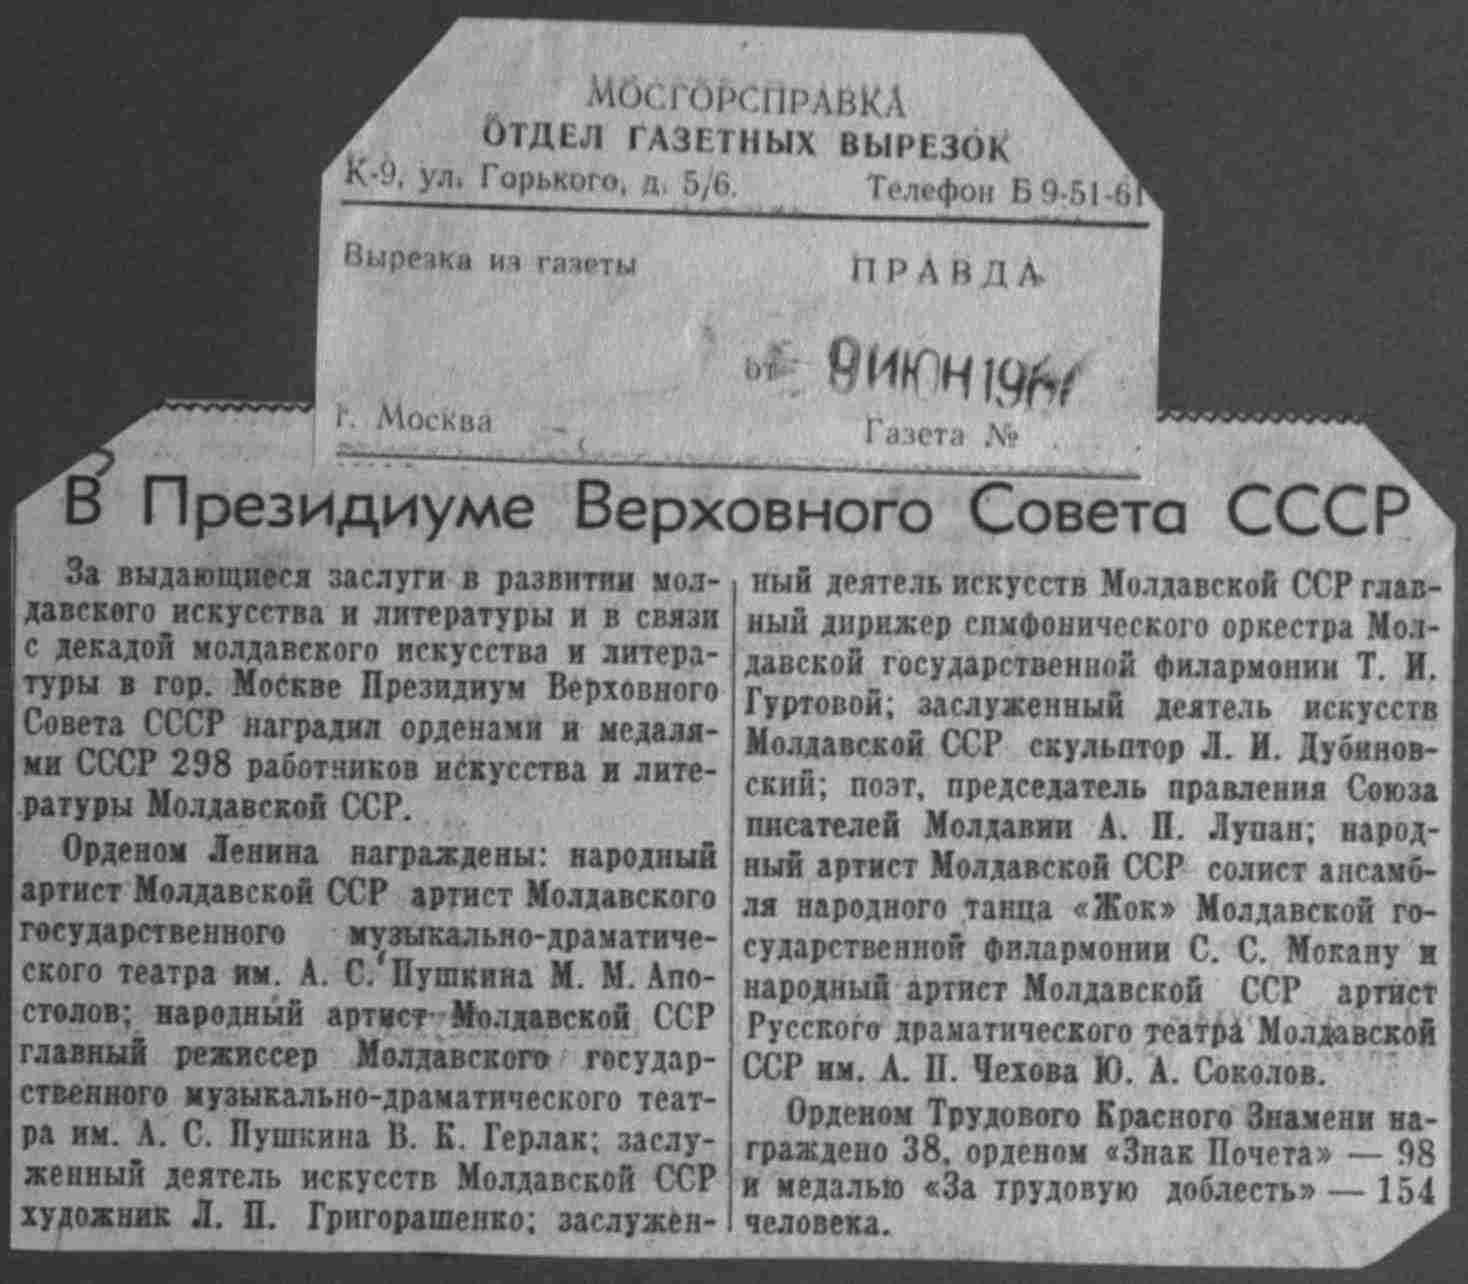 МОСГОРСПРАВКА
ОТДЕЛ ГАЗЕТНЫХ ВЫРЕЗОК
К-9, ул. Горького, д. 5/6. Телефон Б 9-51-61
Вырезка из газеты ПРАВДА
от 9 ИЮН 1960
г. Москва Газета №
В Президиуме Верховного Совета СССР
За выдающиеся заслуги в развитии мол-
давского искусства и литературы и в связи
с декадой молдавского искусства и литера-
туры в гор. Москве Президиум Верховного
Совета СССР наградил орденами и медаля-
ми СССР 298 работников искусства и лите-
ратуры Молдавской ССР.
Орденом Ленина награждены: народный
артист Молдавской ССР артист Молдавского
государственного музыкально-драматиче-
ского театра им. А. С. Пушкина М. М. Апо-
столов; народный артист Молдавской ССР
главный режиссер Молдавского государ-
ственного музыкально-драматического теат-
ра им. А. С. Пушкина В. К. Герлак; заслу-
женный деятель искусств Молдавской ССР
художник Л. П. Григорашенко; заслужен-
ный деятель искусств Молдавской ССР глав-
ный дирижер симфонического оркестра Мол-
давской государственной филармонии Т. И.
Гуртовой; заслуженный деятель искусств
Молдавской ССР скульптор Л. И. Дубинов-
ский; поэт, председатель правления Союза
писателей Молдавии А. П. Лупан; народ-
ный артист Молдавской ССР солист ансамб-
ля народного танца «Жок» Молдавской го-
сударственной филармонии С. С. Мокану и
народный артист Молдавской ССР артист
Русского драматического театра Молдавской
ССР им. А. П. Чехова Ю. А. Соколов.
Орденом Трудового Красного Знамени на-
граждено 38, орденом «Знак Почета» — 98
и медалью «За трудовую доблесть» — 154
человека.